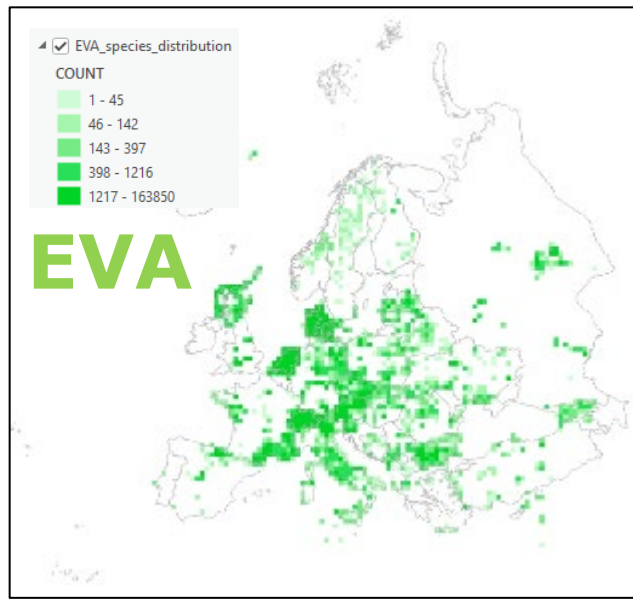 EVA_species_distribution
COUNT
1 - 45
46 - 142
143 - 397
398 - 1216
1217 - 163850
EVA